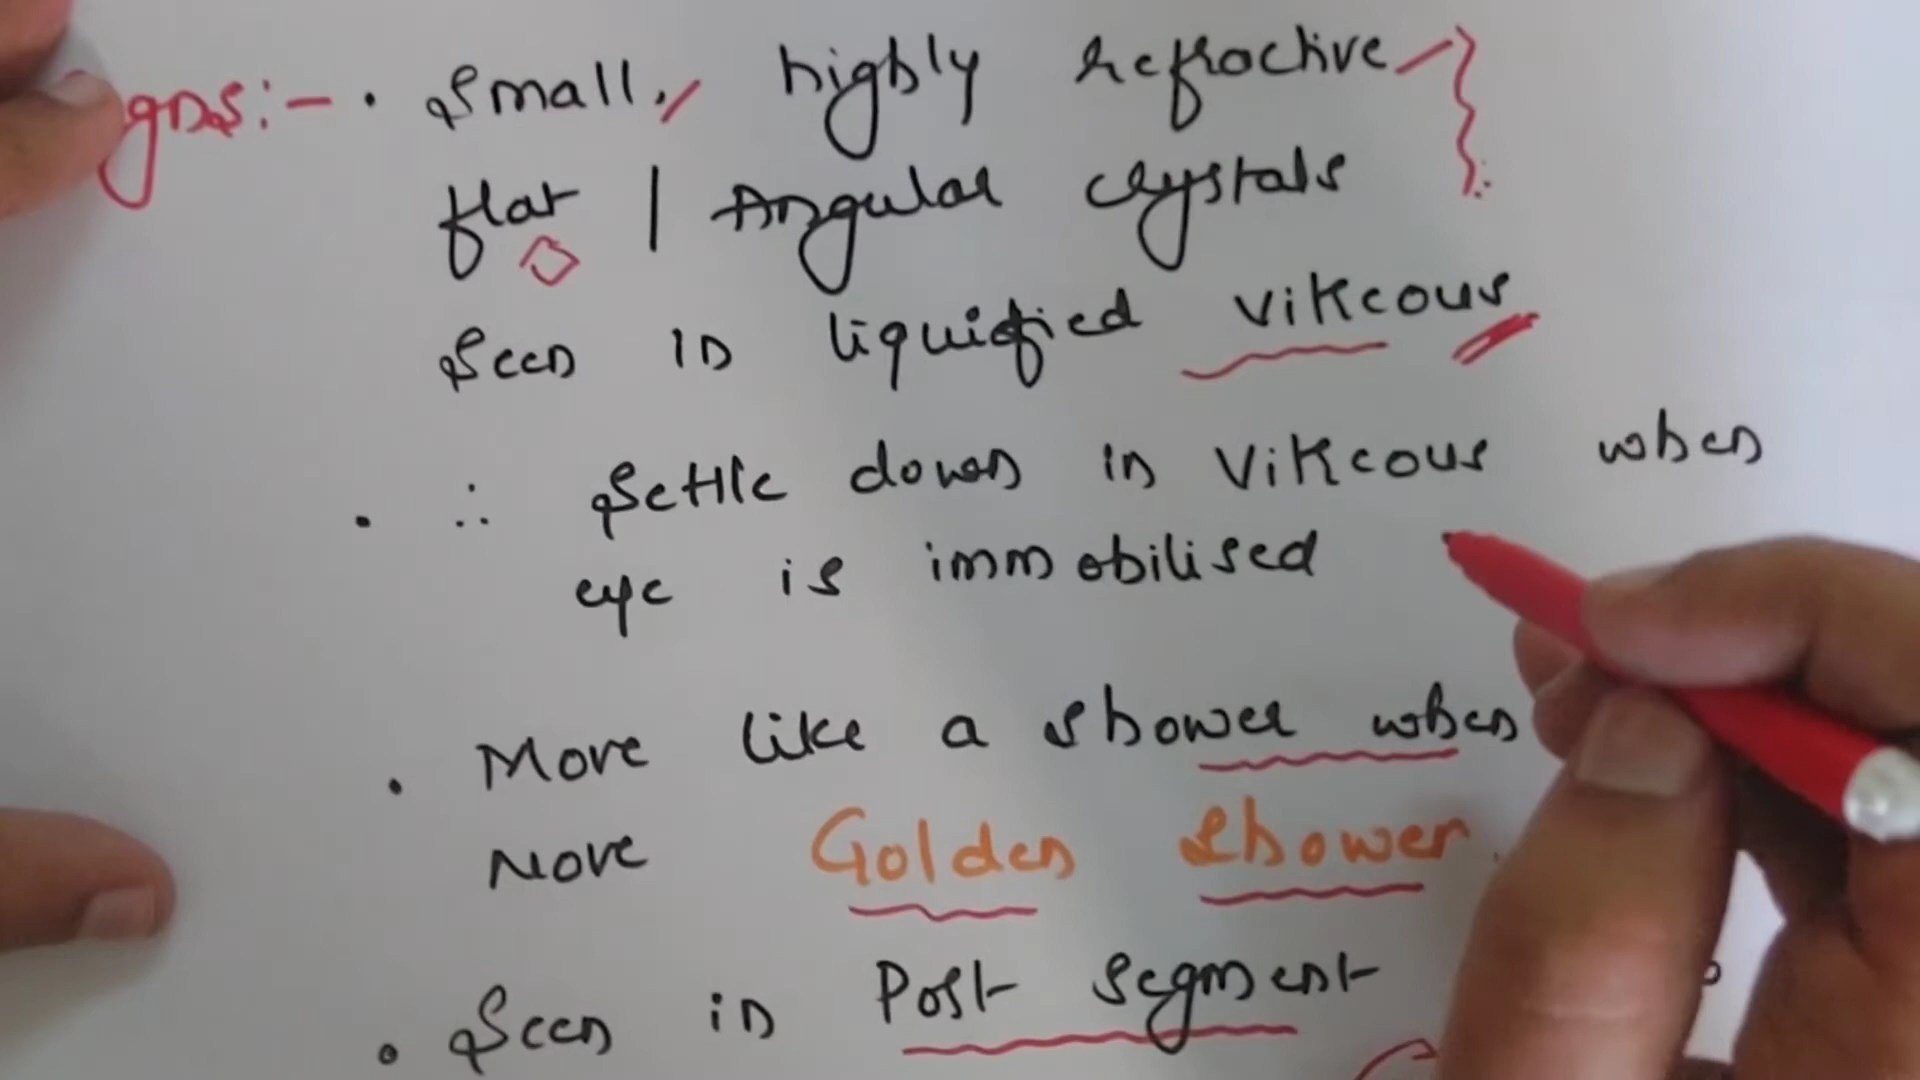 gns:- • Small, highly refractive
flat / Angular crystals
Seen in liquified vitreous
• ∴ Settle down in vitreous when
eye is immobilised
• More like a shower when
Move Golden Shower
• Seen in Post segment